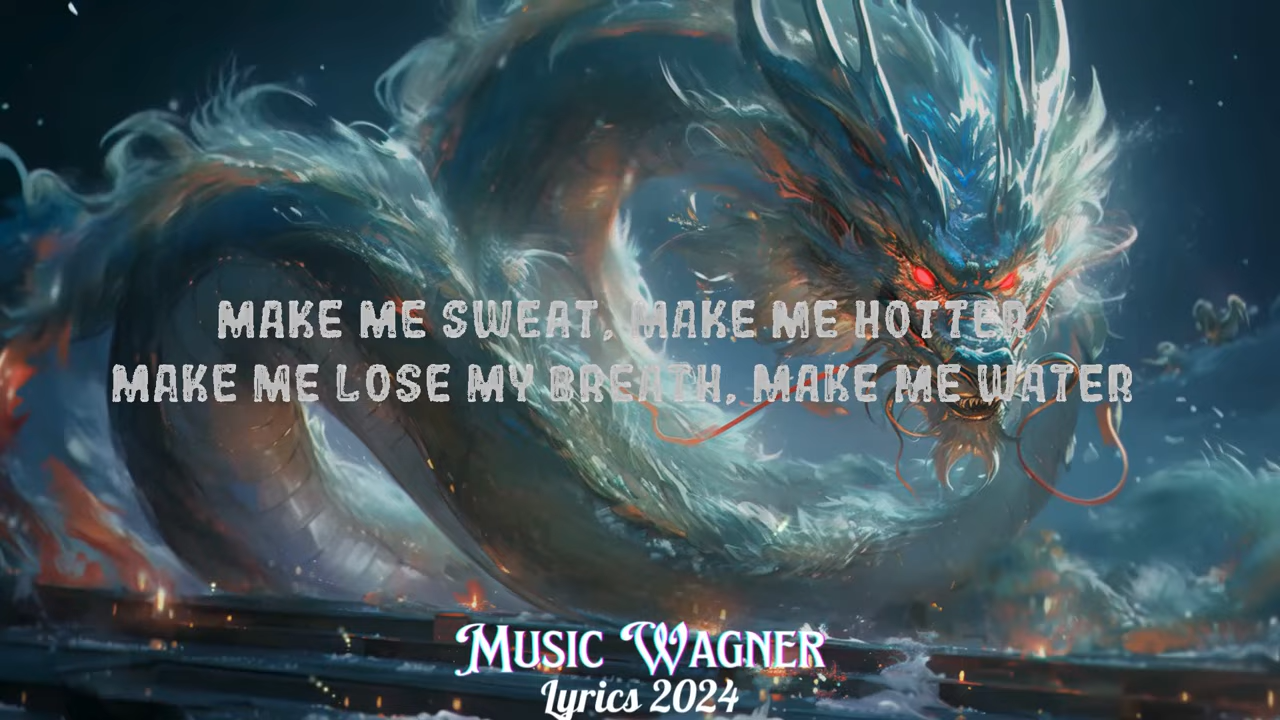 MAKE ME SWEAT, MAKE ME HOTTER
MAKE ME LOSE MY BREATH, MAKE ME WATER
MUSIC WAGNER
Lyrics 2024